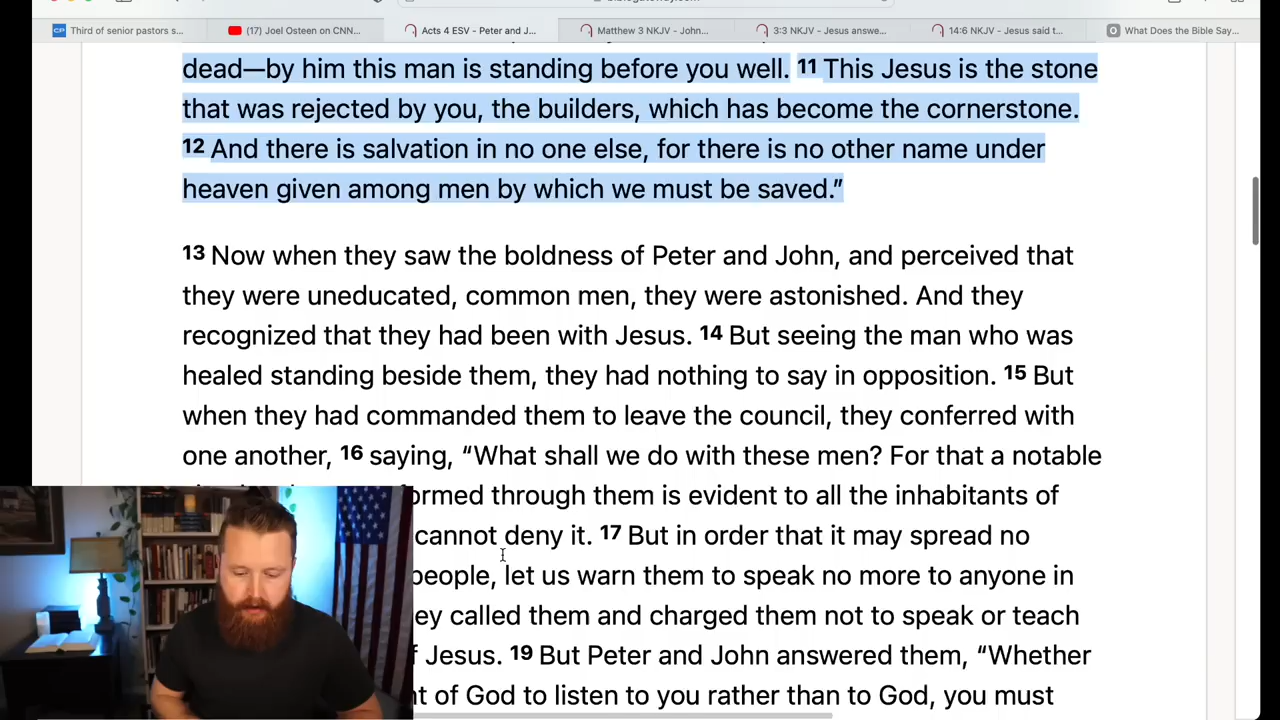 Third of senior pastors s...
(17) Joel Osteen on CNN...
Acts 4 ESV - Peter and J...
Matthew 3 NKJV - John...
3:3 NKJV - Jesus answe...
14:6 NKJV - Jesus said t...
What Does the Bible Say...
dead—by him this man is standing before you well. 11 This Jesus is the stone
that was rejected by you, the builders, which has become the cornerstone.
12 And there is salvation in no one else, for there is no other name under
heaven given among men by which we must be saved.”
13 Now when they saw the boldness of Peter and John, and perceived that
they were uneducated, common men, they were astonished. And they
recognized that they had been with Jesus. 14 But seeing the man who was
healed standing beside them, they had nothing to say in opposition. 15 But
when they had commanded them to leave the council, they conferred with
one another, 16 saying, “What shall we do with these men? For that a notable
ormed through them is evident to all the inhabitants of
cannot deny it. 17 But in order that it may spread no
people, let us warn them to speak no more to anyone in
ey called them and charged them not to speak or teach
f Jesus. 19 But Peter and John answered them, “Whether
nt of God to listen to you rather than to God, you must